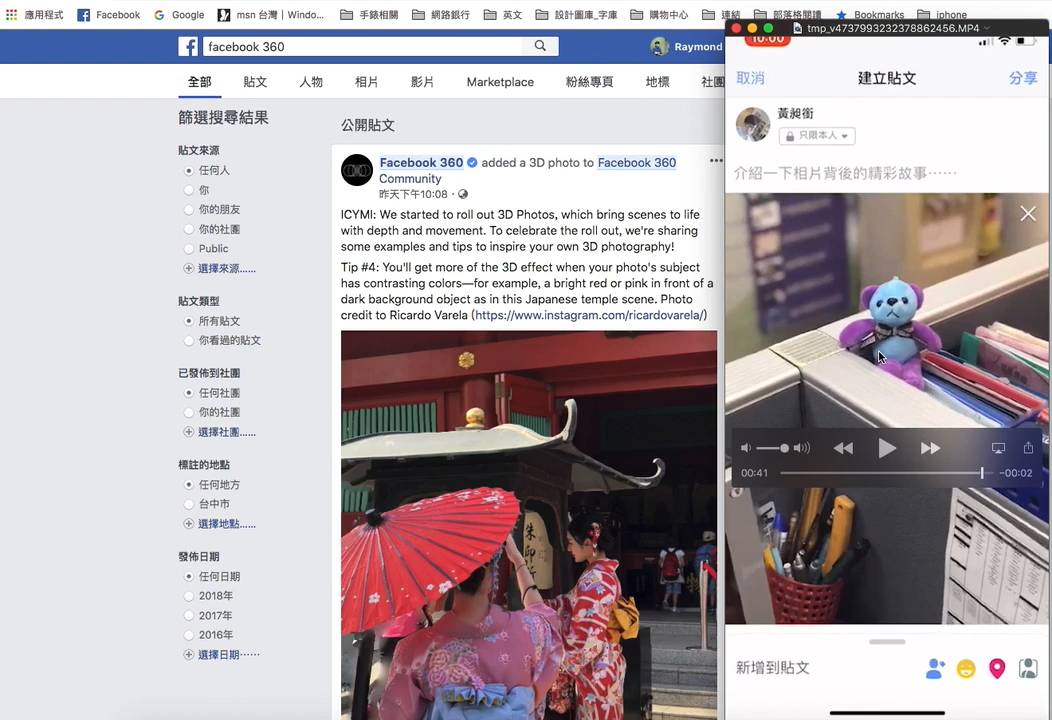 應用程式 Facebook Google msn 台灣 | Windo... 手錶相關 網路銀行 英文 設計圖庫_字庫 購物中心 連結 部落格閱讀 Bookmarks iphone
tmp_v4737993232378862456.MP4
facebook 360
Raymond
全部 貼文 人物 相片 影片 Marketplace 粉絲專頁 地標 社團
篩選搜尋結果
貼文來源
任何人
你
你的朋友
你的社團
Public
選擇來源......
貼文類型
所有貼文
你看過的貼文
已發佈到社團
任何社團
你的社團
選擇社團......
標註的地點
任何地方
台中市
選擇地點......
發佈日期
任何日期
2018年
2017年
2016年
選擇日期......
公開貼文
Facebook 360 added a 3D photo to Facebook 360
Community
昨天下午10:08 ·
ICYMI: We started to roll out 3D Photos, which bring scenes to life
with depth and movement. To celebrate the roll out, we're sharing
some examples and tips to inspire your own 3D photography!
Tip #4: You'll get more of the 3D effect when your photo's subject
has contrasting colors—for example, a bright red or pink in front of a
dark background object as in this Japanese temple scene. Photo
credit to Ricardo Varela (https://www.instagram.com/ricardovarela/)
朱印所
10:00
取消 建立貼文 分享
黃昶銜
只限本人
介紹一下相片背後的精彩故事⋯⋯
00:41 -00:02
新增到貼文